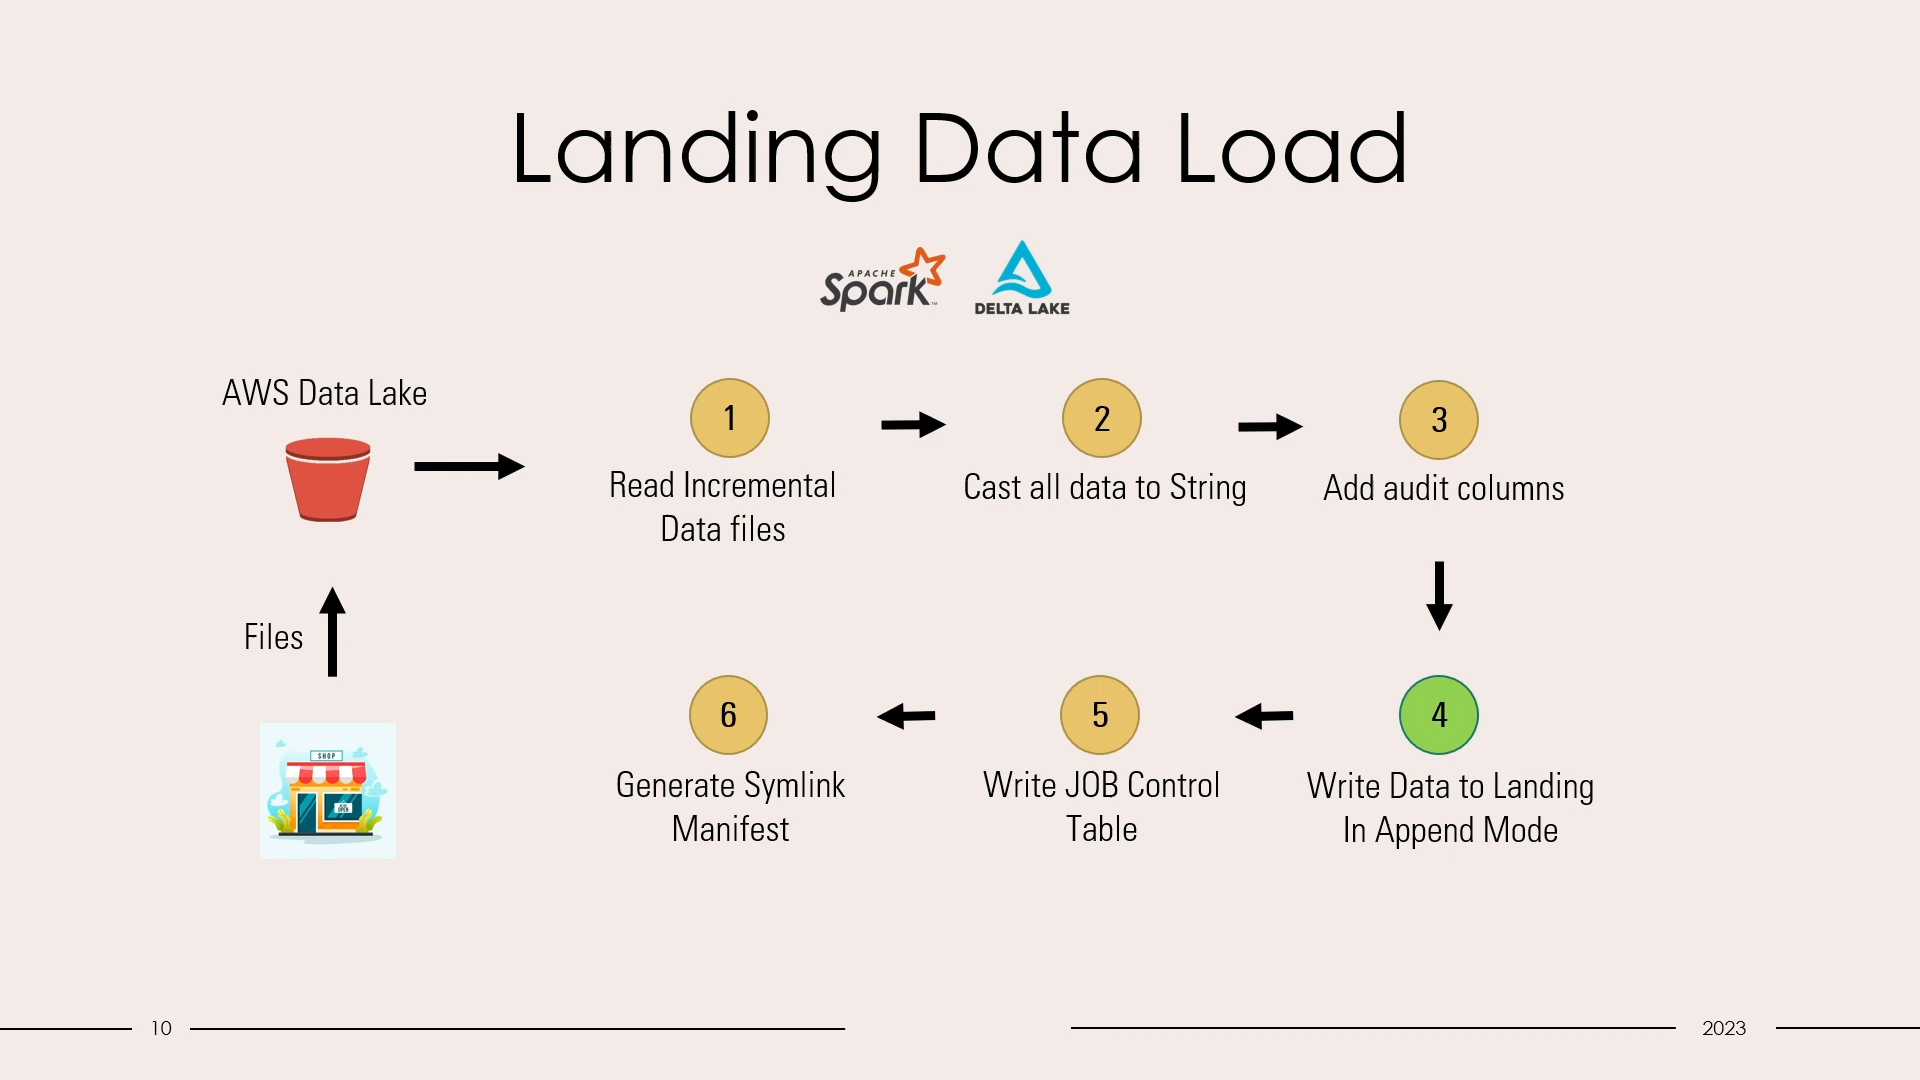 Landing Data Load
APACHE
Spark™
DELTA LAKE
AWS Data Lake
Files
SHOP
OPEN
1
Read Incremental
Data files
2
Cast all data to String
3
Add audit columns
4
Write Data to Landing
In Append Mode
5
Write JOB Control
Table
6
Generate Symlink
Manifest
10
2023